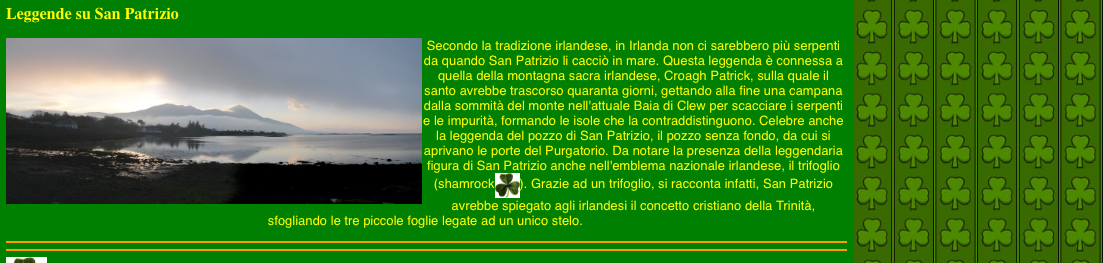 Leggende su San Patrizio
Secondo la tradizione irlandese, in Irlanda non ci sarebbero più serpenti
da quando San Patrizio li cacciò in mare. Questa leggenda è connessa a
quella della montagna sacra irlandese, Croagh Patrick, sulla quale il
santo avrebbe trascorso quaranta giorni, gettando alla fine una campana
dalla sommità del monte nell'attuale Baia di Clew per scacciare i serpenti
e le impurità, formando le isole che la contraddistinguono. Celebre anche
la leggenda del pozzo di San Patrizio, il pozzo senza fondo, da cui si
aprivano le porte del Purgatorio. Da notare la presenza della leggendaria
figura di San Patrizio anche nell'emblema nazionale irlandese, il trifoglio
(shamrock). Grazie ad un trifoglio, si racconta infatti, San Patrizio
avrebbe spiegato agli irlandesi il concetto cristiano della Trinità,
sfogliando le tre piccole foglie legate ad un unico stelo.